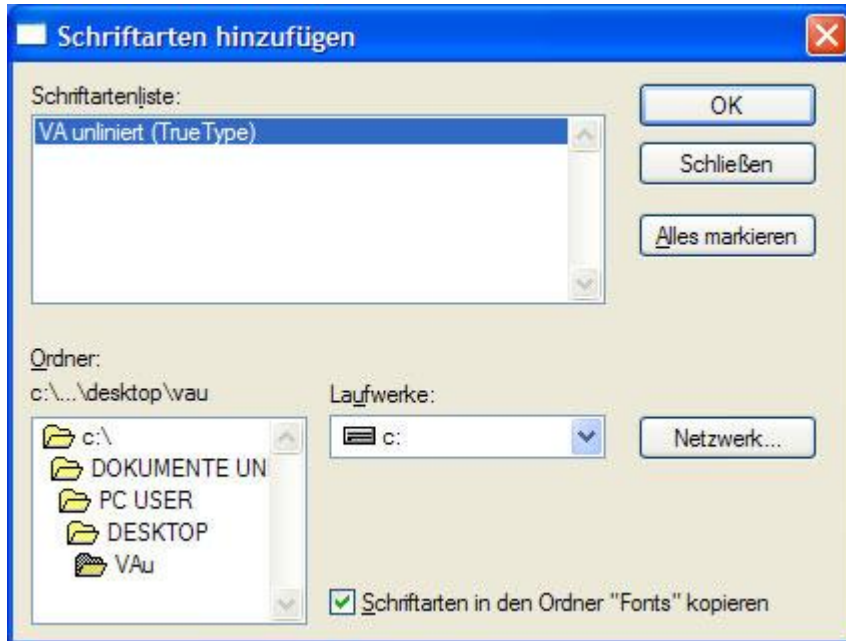 Schriftarten hinzufügen
Schriftartenliste:
VA unliniert (TrueType)
OK
Schließen
Alles markieren
Ordner:
c:\...\desktop\vau
Laufwerke:
c:\
DOKUMENTE UN
PC USER
DESKTOP
VAu
c:
Netzwerk...
Schriftarten in den Ordner "Fonts" kopieren